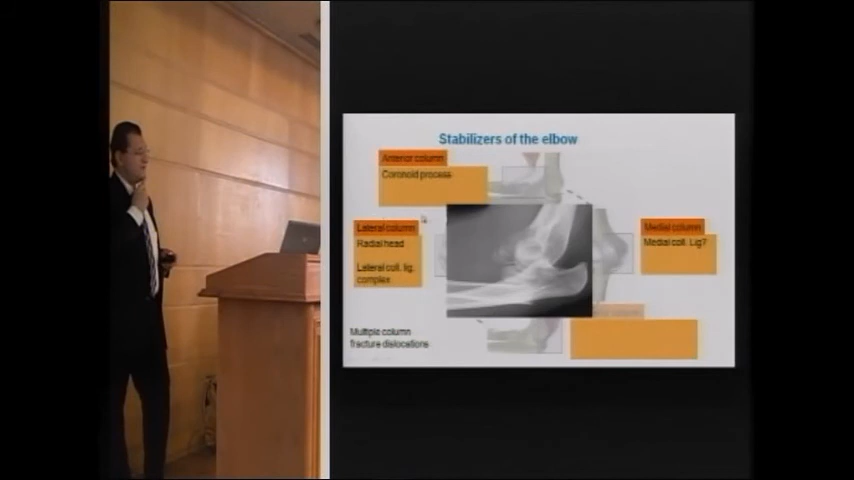 Stabilizers of the elbow
Anterior column
Coronoid process
Lateral column
Radial head
Lateral coll. lig.
complex
Medial column
Medial coll. Lig?
Multiple column
fracture dislocations